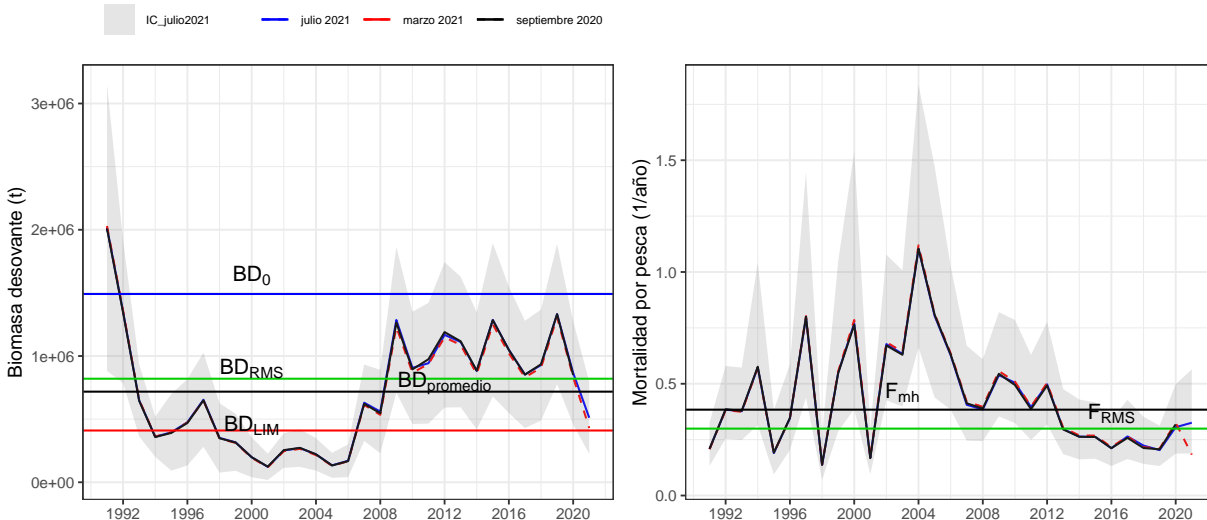 IC_julio2021 julio 2021 marzo 2021 septiembre 2020
Biomasa desovante (t)
3e+06
2e+06
1e+06
0e+00
BD0
BDRMS
BDpromedio
BDLIM
1992 1996 2000 2004 2008 2012 2016 2020
Mortalidad por pesca (1/año)
1.5
1.0
0.5
0.0
Fmh
FRMS
1992 1996 2000 2004 2008 2012 2016 2020